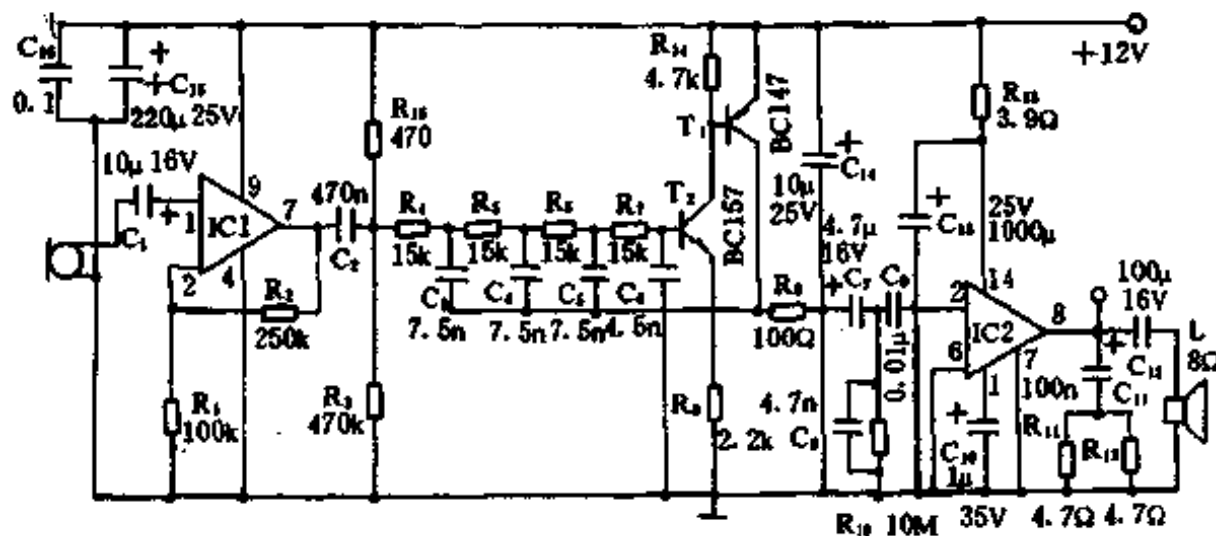 C16
0.1
+
C15
220μ 25V
+12V
R14
4.7k
T1
BC147
R13
3.9Ω
R15
470
10μ 16V
+
C1
1
9
IC1
7
2
4
470n
C2
R4
15k
R5
15k
R6
15k
R7
15k
T2
BC157
+
C14
10μ
25V
+
C13
25V
1000μ
R2
250k
C3
7.5n
C4
7.5n
C5
7.5n
C6
4.5n
R8
100Ω
4.7μ
16V
+
C7
C9
0.01μ
2
14
IC2
8
6
1
7
100μ
16V
+
C12
L
8Ω
R1
100k
R3
470k
R9
2.2k
4.7n
C8
R10 10M
+
C10
1μ
35V
100n
C11
R11
4.7Ω
R12
4.7Ω